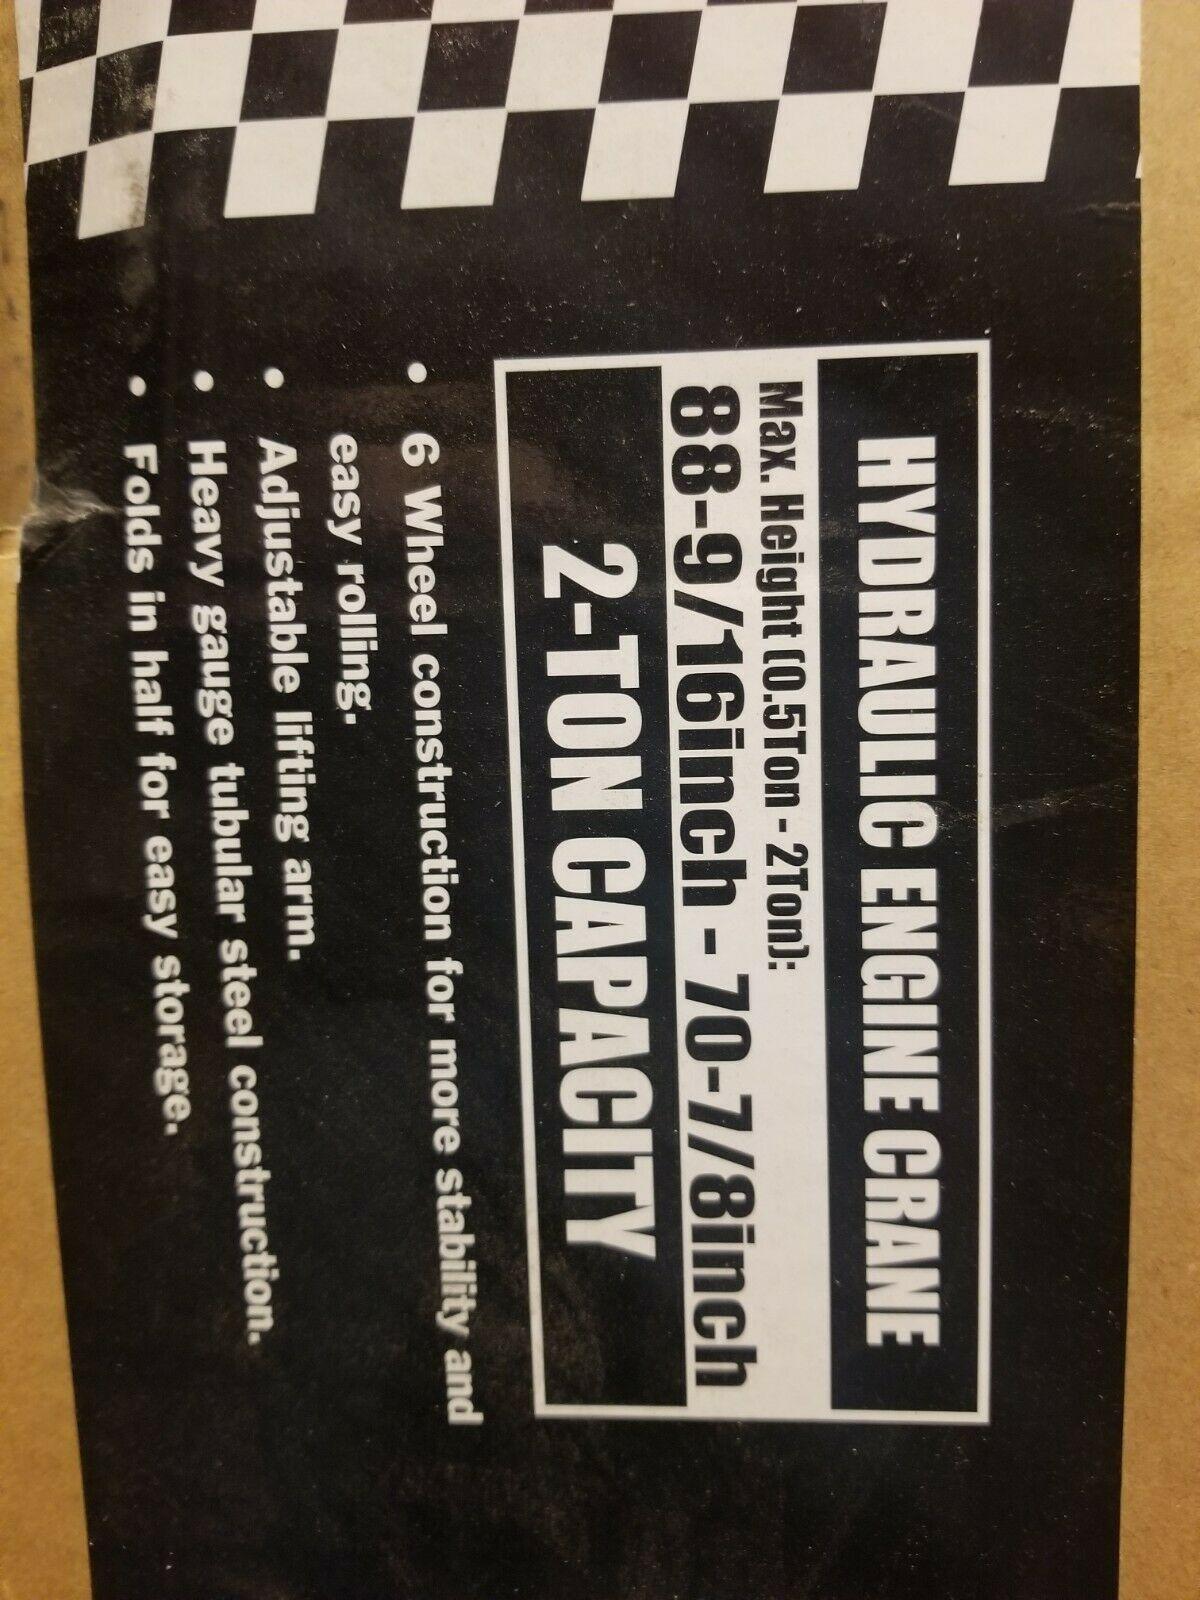 HYDRAULIC ENGINE CRANE
Max. Height (0.5Ton - 2Ton):
88-9/16inch - 70-7/8inch
2-TON CAPACITY
• 6 Wheel construction for more stability and
easy rolling.
• Adjustable lifting arm.
• Heavy gauge tubular steel construction.
• Folds in half for easy storage.